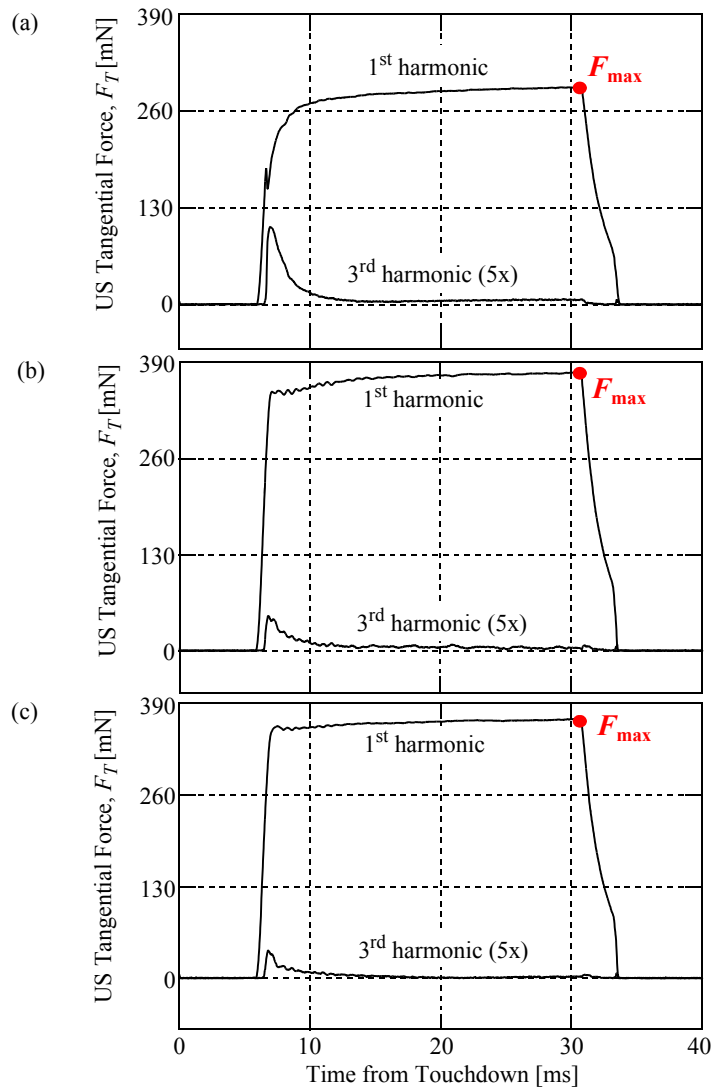 (a)
US Tangential Force, F_T [mN]
390
260
130
0
1st harmonic
3rd harmonic (5x)
F_max
(b)
US Tangential Force, F_T [mN]
390
260
130
0
1st harmonic
3rd harmonic (5x)
F_max
(c)
US Tangential Force, F_T [mN]
390
260
130
0
1st harmonic
3rd harmonic (5x)
F_max
0 10 20 30 40
Time from Touchdown [ms]